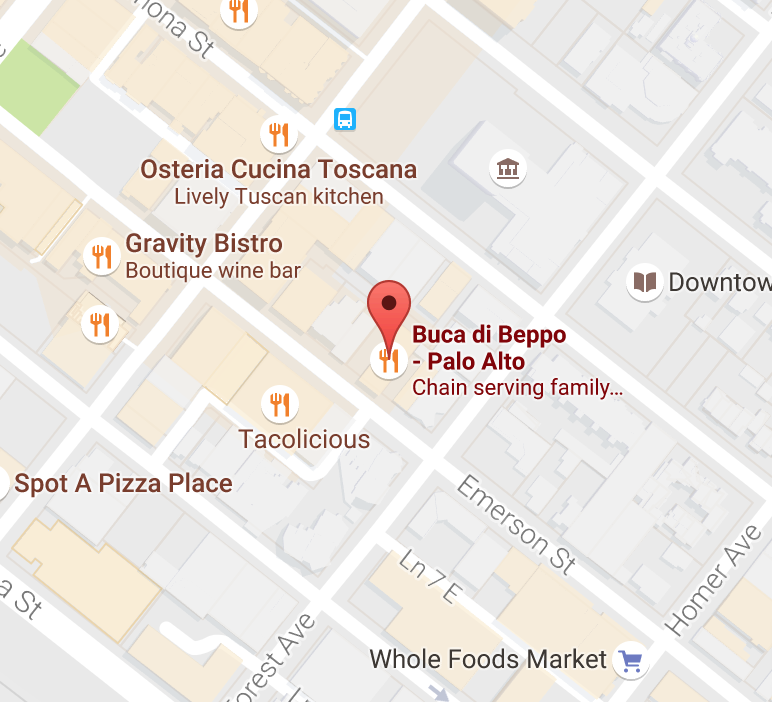 ona St
Osteria Cucina Toscana
Lively Tuscan kitchen
Gravity Bistro
Boutique wine bar
Downtow
Buca di Beppo
- Palo Alto
Chain serving family...
Tacolicious
Spot A Pizza Place
Emerson St
Ln 7 E
Homer Ave
a St
orest Ave
Whole Foods Market